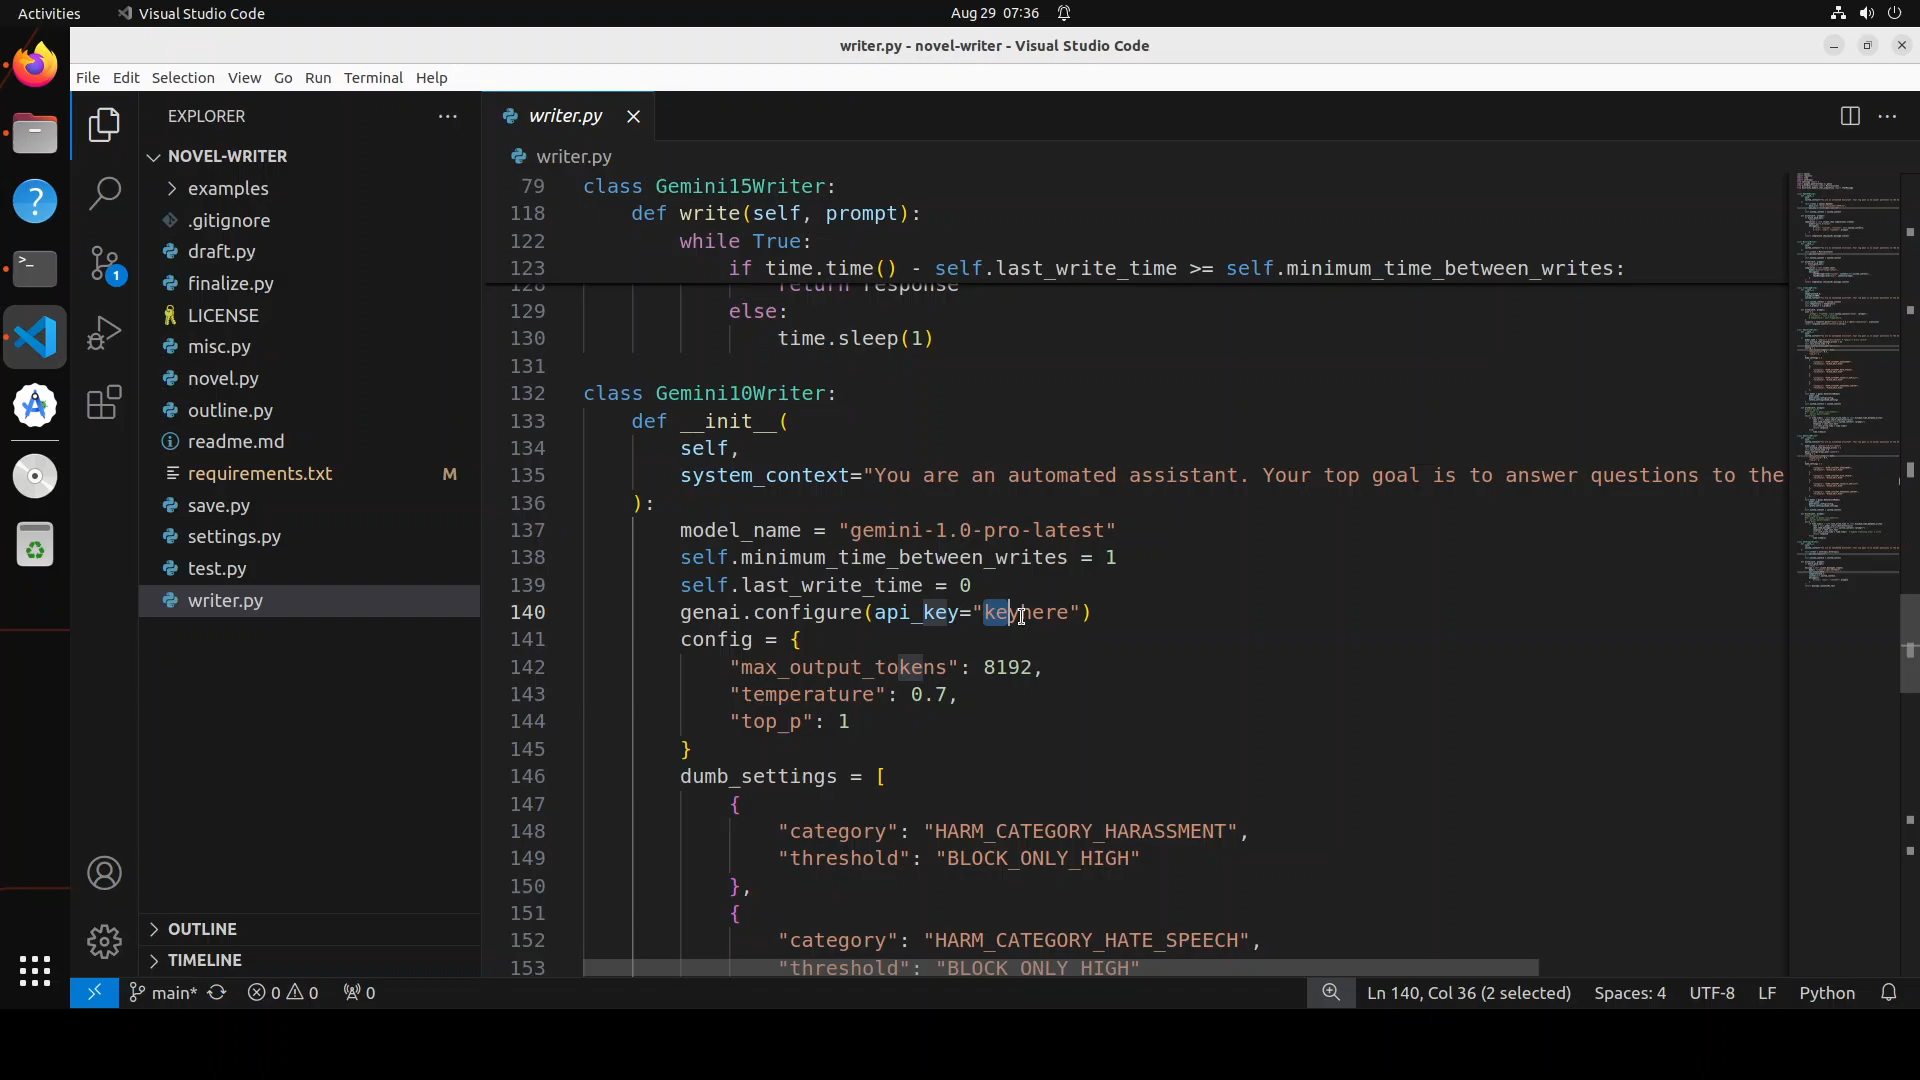 Activities Visual Studio Code Aug 29 07:36
writer.py - novel-writer - Visual Studio Code
File Edit Selection View Go Run Terminal Help
EXPLORER
NOVEL-WRITER
examples
.gitignore
draft.py
finalize.py
LICENSE
misc.py
novel.py
outline.py
readme.md
requirements.txt M
save.py
settings.py
test.py
writer.py
OUTLINE
TIMELINE
1
writer.py
writer.py
79 class Gemini15Writer:
118 def write(self, prompt):
122 while True:
123 if time.time() - self.last_write_time >= self.minimum_time_between_writes:
128 return response
129 else:
130 time.sleep(1)
131
132 class Gemini10Writer:
133 def __init__(
134 self,
135 system_context="You are an automated assistant. Your top goal is to answer questions to the
136 ):
137 model_name = "gemini-1.0-pro-latest"
138 self.minimum_time_between_writes = 1
139 self.last_write_time = 0
140 genai.configure(api_key="keyhere")
141 config = {
142 "max_output_tokens": 8192,
143 "temperature": 0.7,
144 "top_p": 1
145 }
146 dumb_settings = [
147 {
148 "category": "HARM_CATEGORY_HARASSMENT",
149 "threshold": "BLOCK_ONLY_HIGH"
150 },
151 {
152 "category": "HARM_CATEGORY_HATE_SPEECH",
153 "threshold": "BLOCK_ONLY_HIGH"
main* 0 0 0 Ln 140, Col 36 (2 selected) Spaces: 4 UTF-8 LF Python